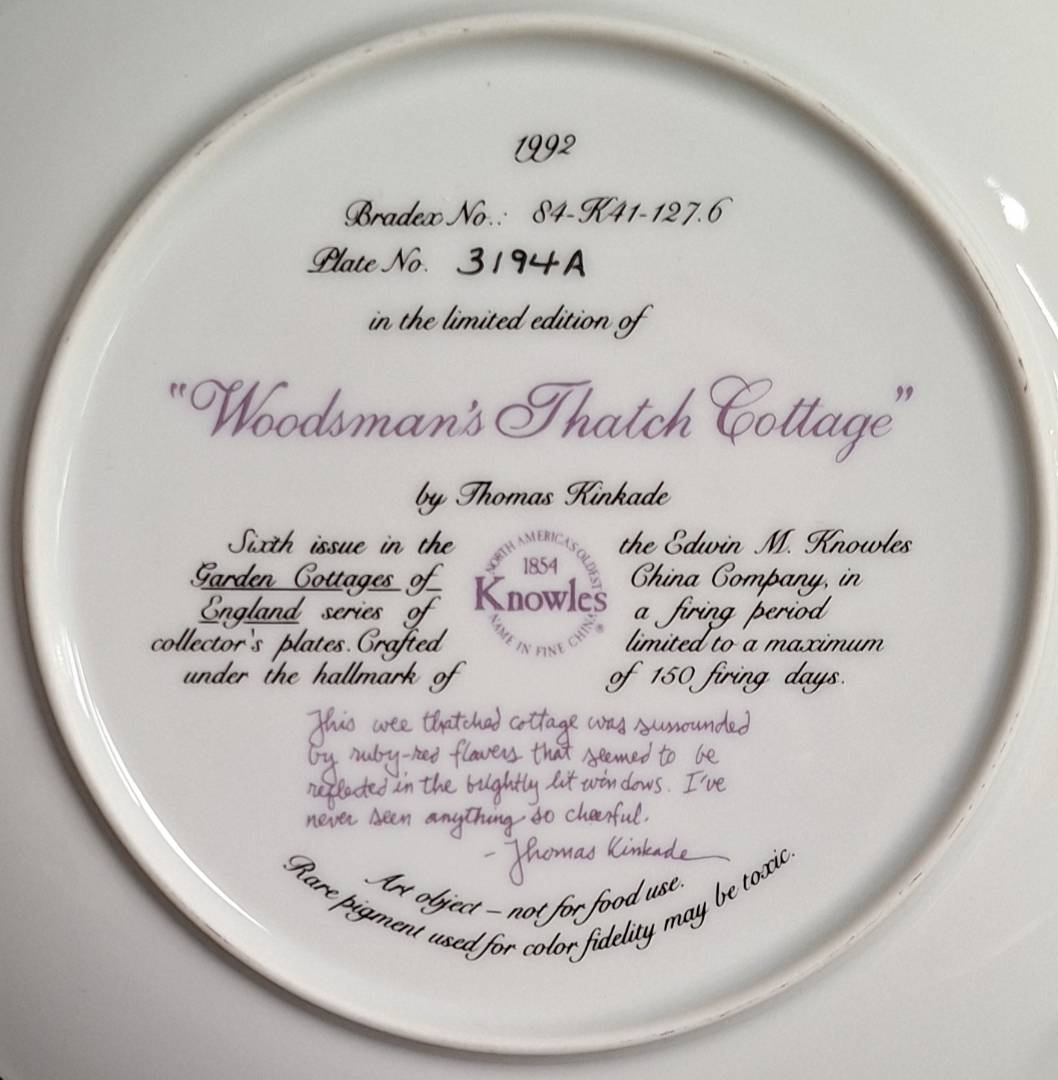 1992
Bradex No.: 84-K41-127.6
Plate No. 3194A
in the limited edition of
"Woodsman's Thatch Cottage"
by Thomas Kinkade
Sixth issue in the
Garden Cottages of
England series of
collector's plates. Crafted
under the hallmark of
NORTH AMERICA'S OLDEST
1854
Knowles
NAME IN FINE CHINA®
the Edwin M. Knowles
China Company, in
a firing period
limited to a maximum
of 150 firing days.
This wee thatched cottage was surrounded
by ruby-red flowers that seemed to be
reflected in the brightly lit windows. I've
never seen anything so cheerful.
- Thomas Kinkade
Art object – not for food use.
Rare pigment used for color fidelity may be toxic.